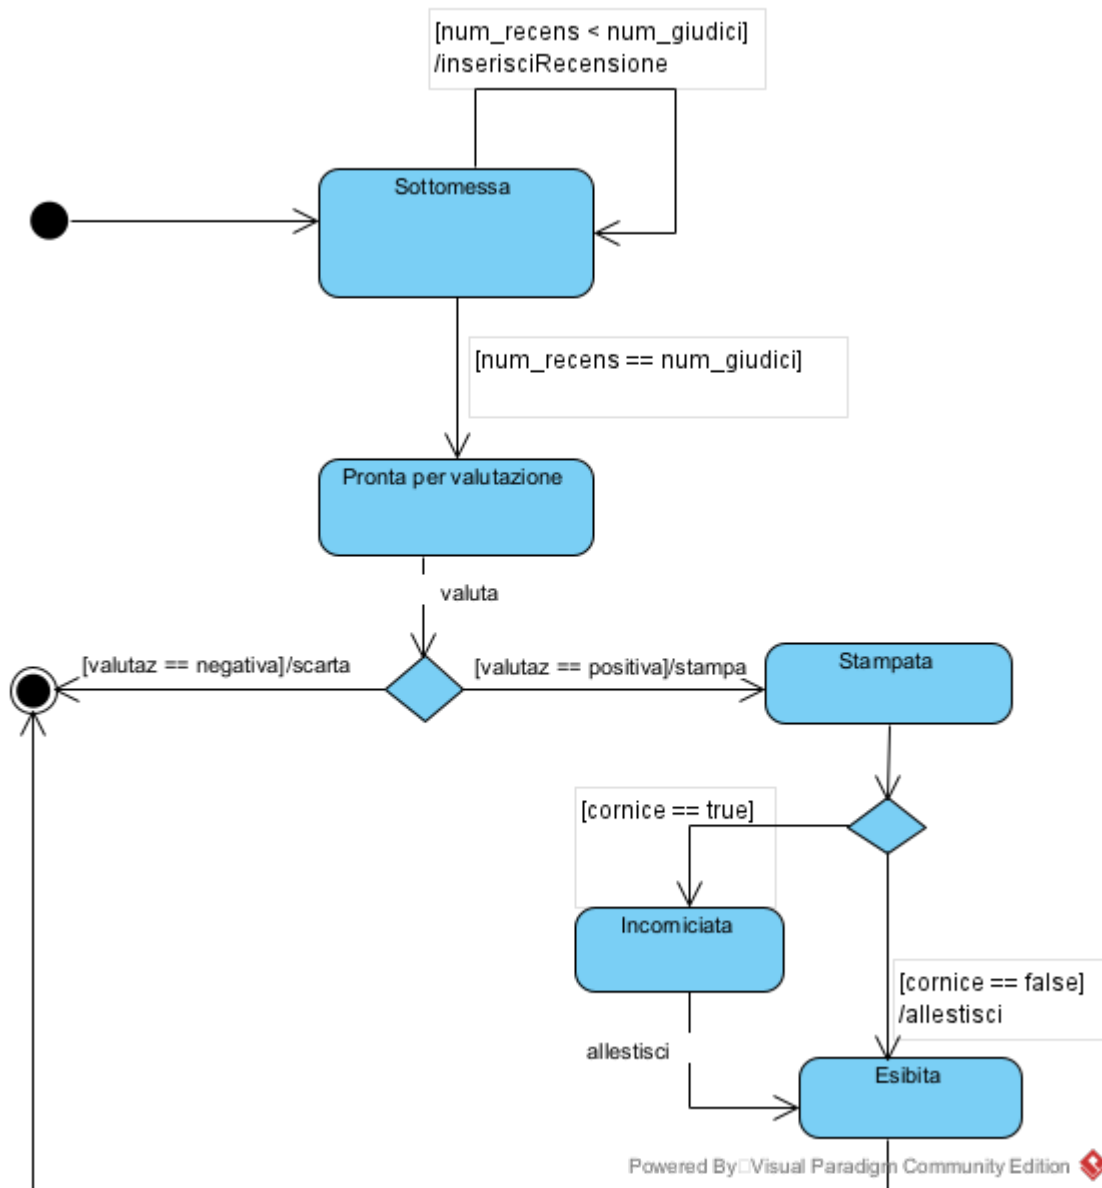 [num_recens < num_giudici]
/inserisciRecensione
Sottomessa
[num_recens == num_giudici]
Pronta per valutazione
valuta
[valutaz == negativa]/scarta
[valutaz == positiva]/stampa
Stampata
[cornice == true]
Incorniciata
[cornice == false]
/allestisci
allestisci
Esibita
Powered By Visual Paradigm Community Edition